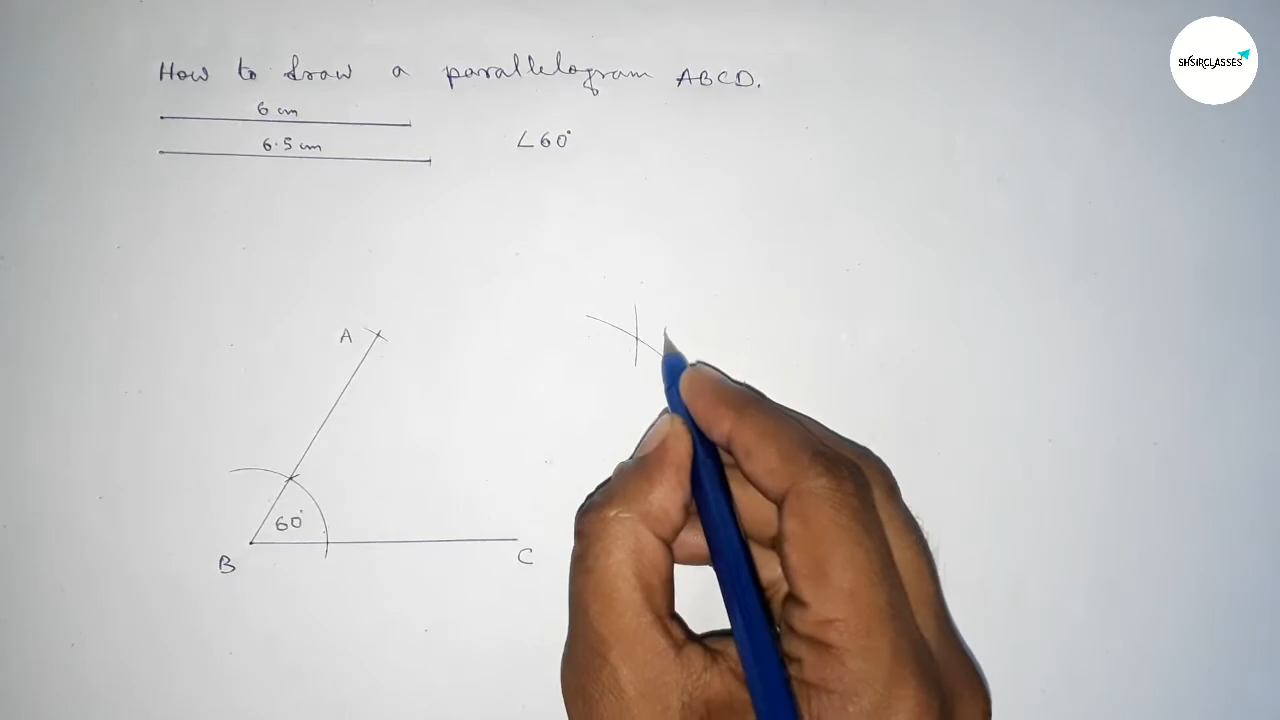 How to draw a parallelogram ABCD.
6 cm
6.5 cm
∠60°
A
60°
B
C
SHSIRCLASSES